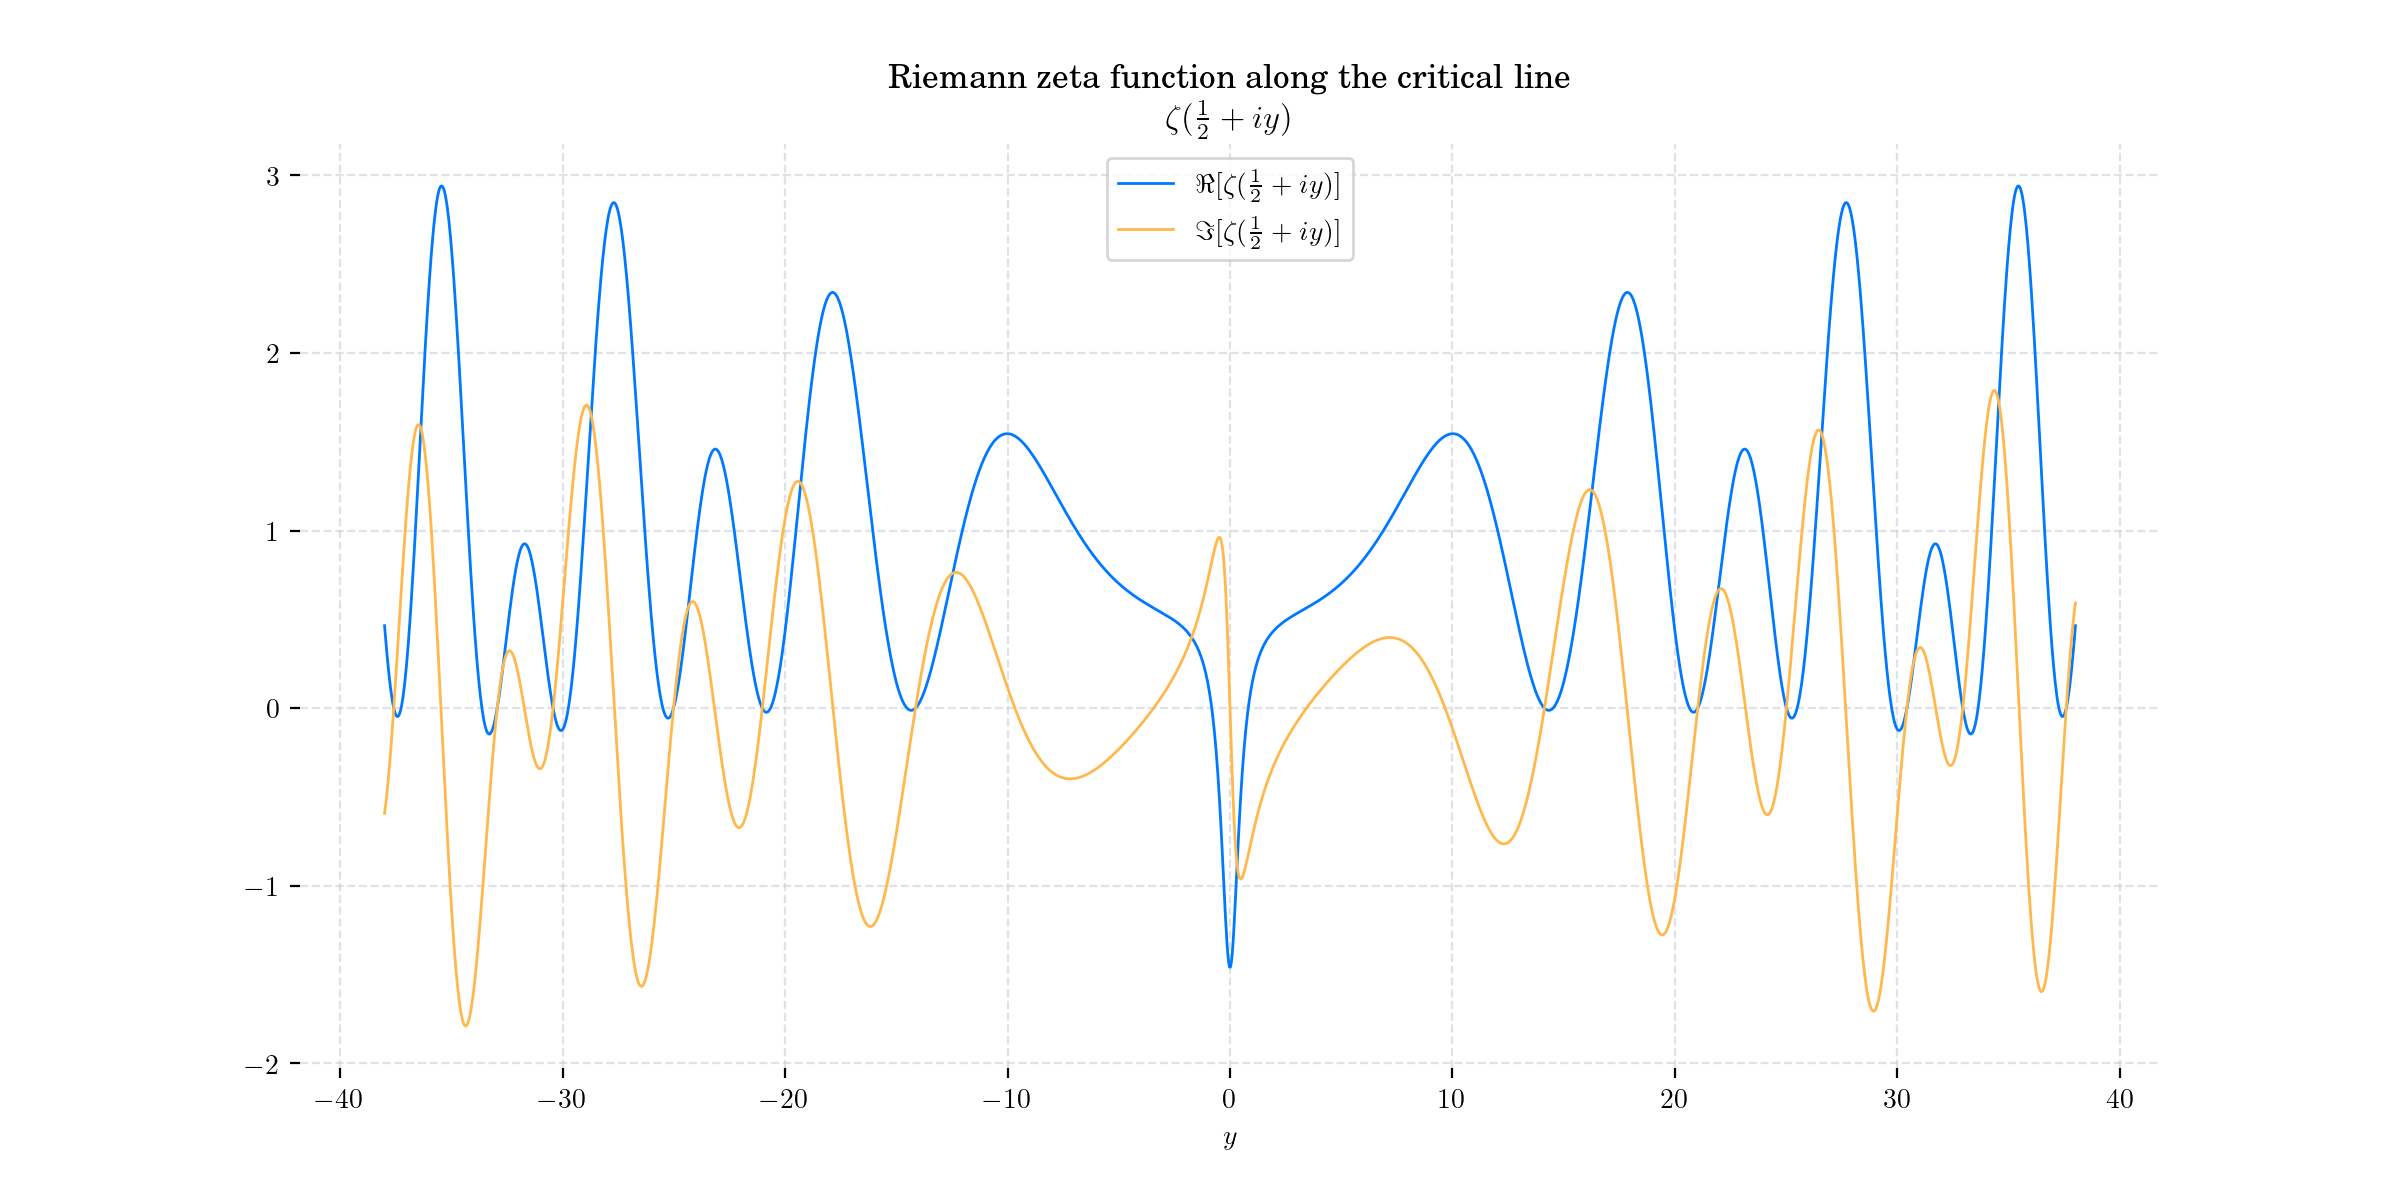 Riemann zeta function along the critical line
ζ(1/2 + iy)
ℜ[ζ(1/2 + iy)]
ℑ[ζ(1/2 + iy)]
3
2
1
0
−1
−2
−40 −30 −20 −10 0 10 20 30 40
y